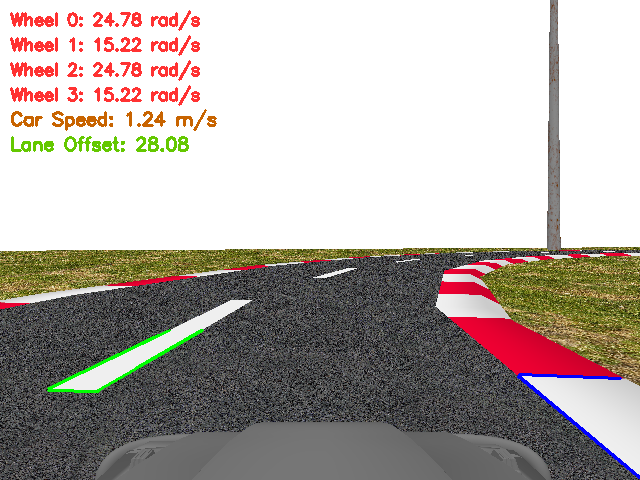 Wheel 0: 24.78 rad/s
Wheel 1: 15.22 rad/s
Wheel 2: 24.78 rad/s
Wheel 3: 15.22 rad/s
Car Speed: 1.24 m/s
Lane Offset: 28.08